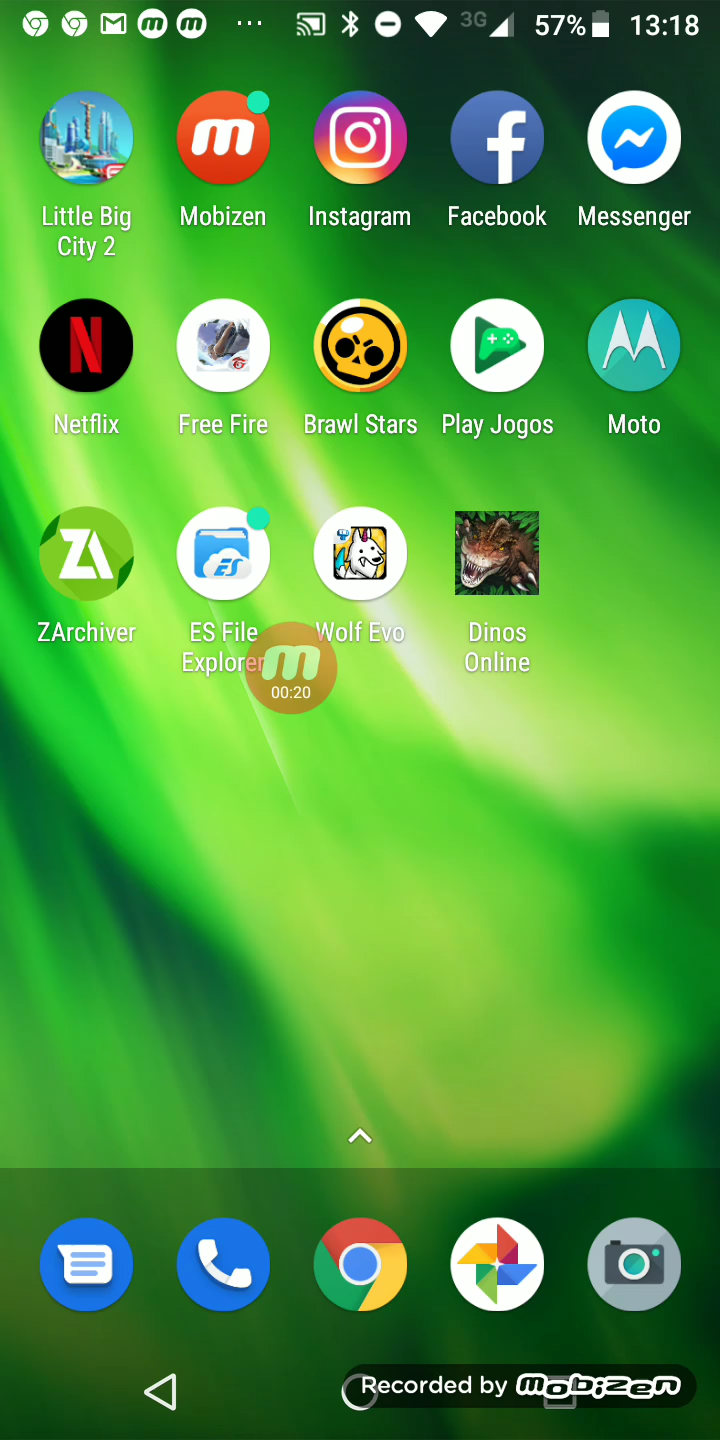 3G 57% 13:18
Little Big City 2
Mobizen
Instagram
Facebook
Messenger
Netflix
Free Fire
Brawl Stars
Play Jogos
Moto
ZArchiver
ES File Explorer
Wolf Evo
Dinos Online
00:20
Recorded by mobizen